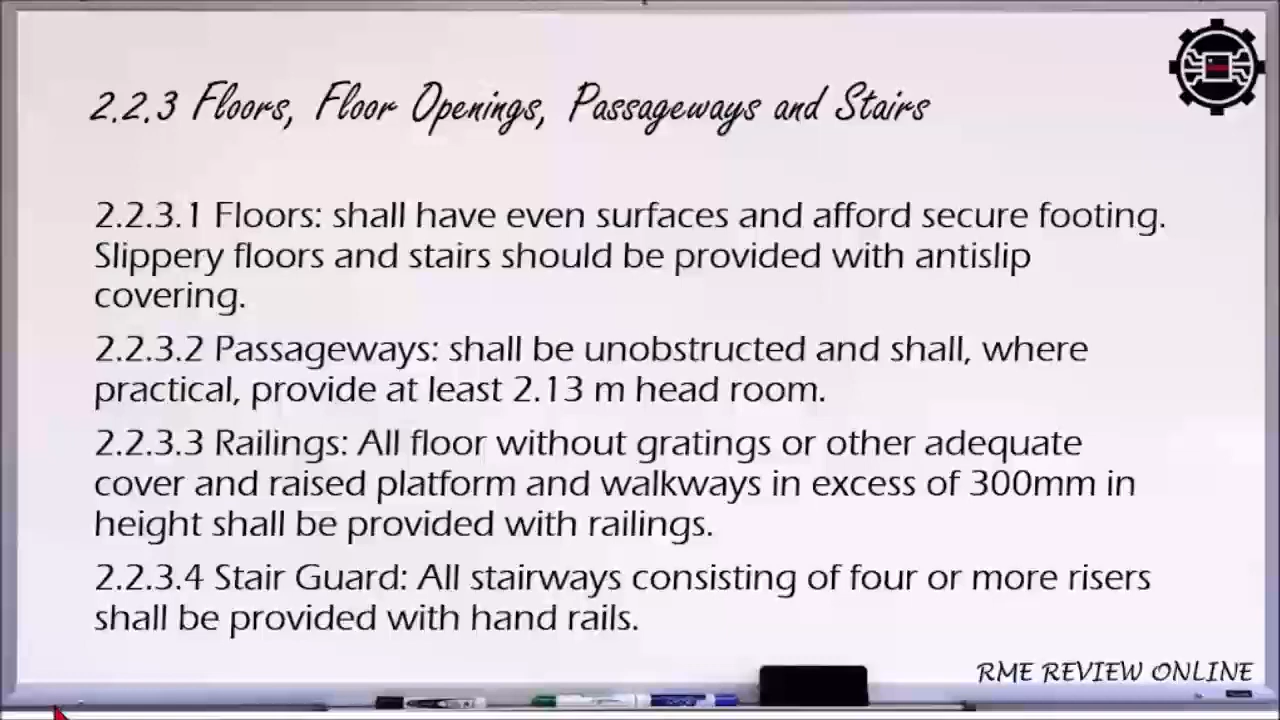 2.2.3 Floors, Floor Openings, Passageways and Stairs
2.2.3.1 Floors: shall have even surfaces and afford secure footing.
Slippery floors and stairs should be provided with antislip
covering.
2.2.3.2 Passageways: shall be unobstructed and shall, where
practical, provide at least 2.13 m head room.
2.2.3.3 Railings: All floor without gratings or other adequate
cover and raised platform and walkways in excess of 300mm in
height shall be provided with railings.
2.2.3.4 Stair Guard: All stairways consisting of four or more risers
shall be provided with hand rails.
RME REVIEW ONLINE